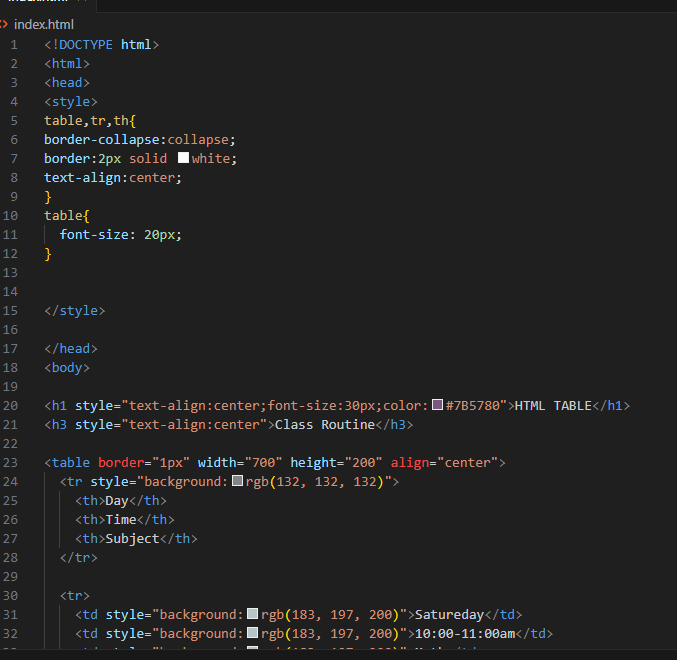 index.html
1 <!DOCTYPE html>
2 <html>
3 <head>
4 <style>
5 table,tr,th{
6 border-collapse:collapse;
7 border:2px solid white;
8 text-align:center;
9 }
10 table{
11 font-size: 20px;
12 }
13
14
15 </style>
16
17 </head>
18 <body>
19
20 <h1 style="text-align:center;font-size:30px;color:#7B5780">HTML TABLE</h1>
21 <h3 style="text-align:center">Class Routine</h3>
22
23 <table border="1px" width="700" height="200" align="center">
24 <tr style="background:rgb(132, 132, 132)">
25 <th>Day</th>
26 <th>Time</th>
27 <th>Subject</th>
28 </tr>
29
30 <tr>
31 <td style="background:rgb(183, 197, 200)">Satureday</td>
32 <td style="background:rgb(183, 197, 200)">10:00-11:00am</td>